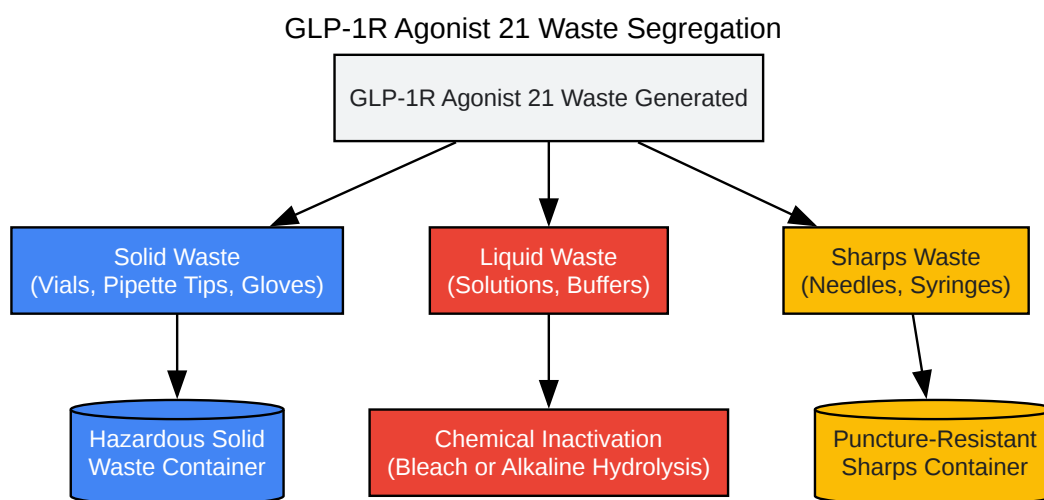 GLP-1R Agonist 21 Waste Segregation
GLP-1R Agonist 21 Waste Generated
Solid Waste
(Vials, Pipette Tips, Gloves)
Liquid Waste
(Solutions, Buffers)
Sharps Waste
(Needles, Syringes)
Hazardous Solid
Waste Container
Chemical Inactivation
(Bleach or Alkaline Hydrolysis)
Puncture-Resistant
Sharps Container